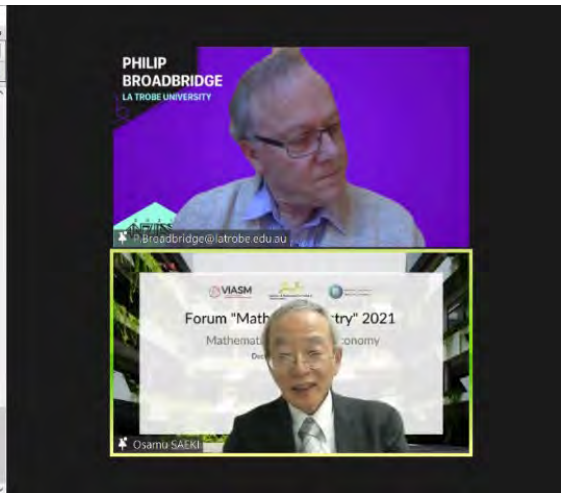 PHILIP
BROADBRIDGE
LA TROBE UNIVERSITY
P.Broadbridge@latrobe.edu.au
VIASM
Forum "Math try" 2021
Mathemati conomy
Osamu SAEKI